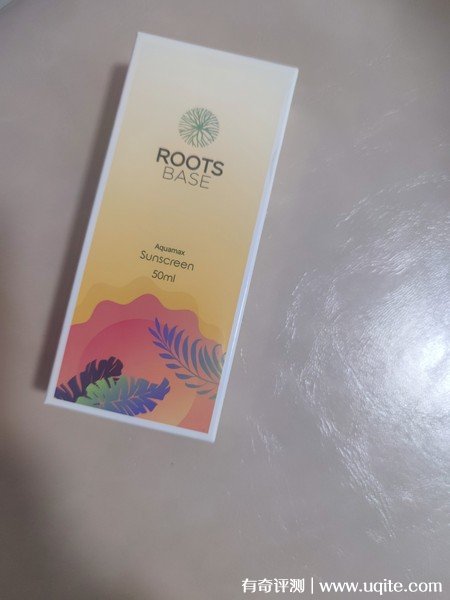 ROOTS
BASE
Aquamax
Sunscreen
50ml
有奇评测 | www.uqite.com